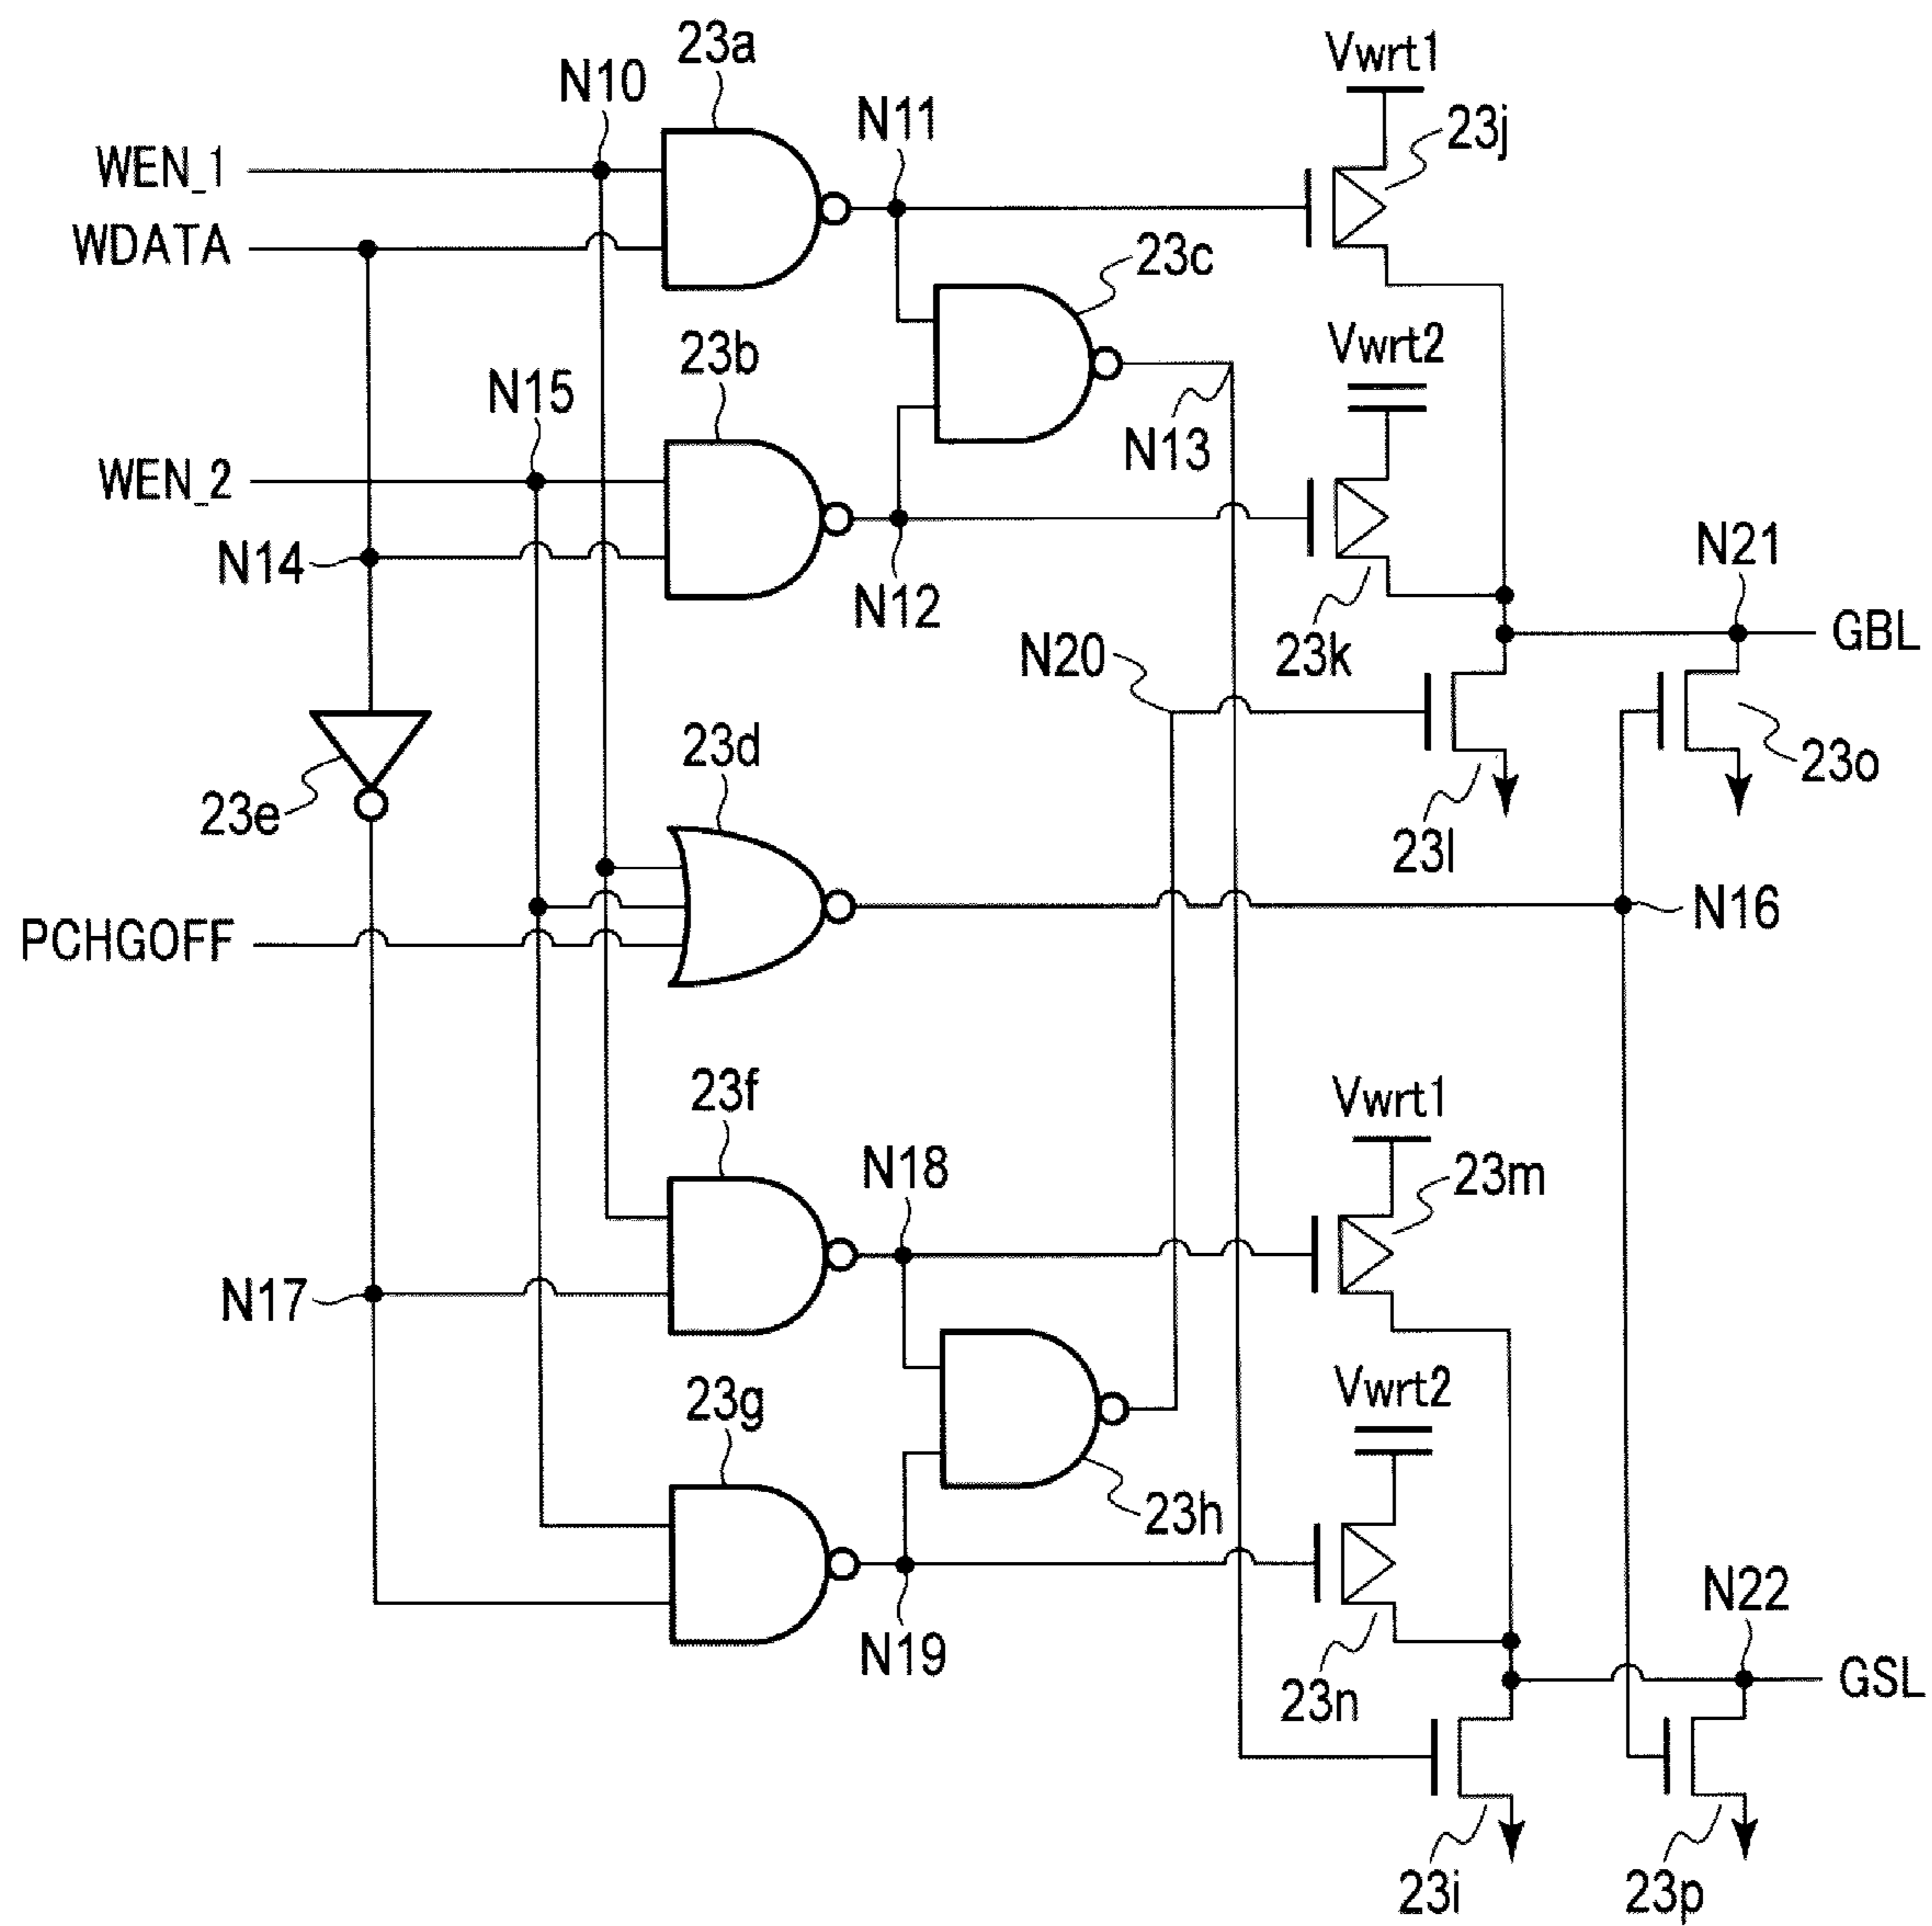 23a
Vwrt1
N10
N11
23j
WEN_1
WDATA
23c
23b
Vwrt2
N15
N13
WEN_2
N14
N12
N21
GBL
N20
23k
23d
23e
23l
23o
PCHGOFF
N16
23f
Vwrt1
N18
23m
N17
23g
Vwrt2
23h
N19
N22
23n
GSL
23i
23p